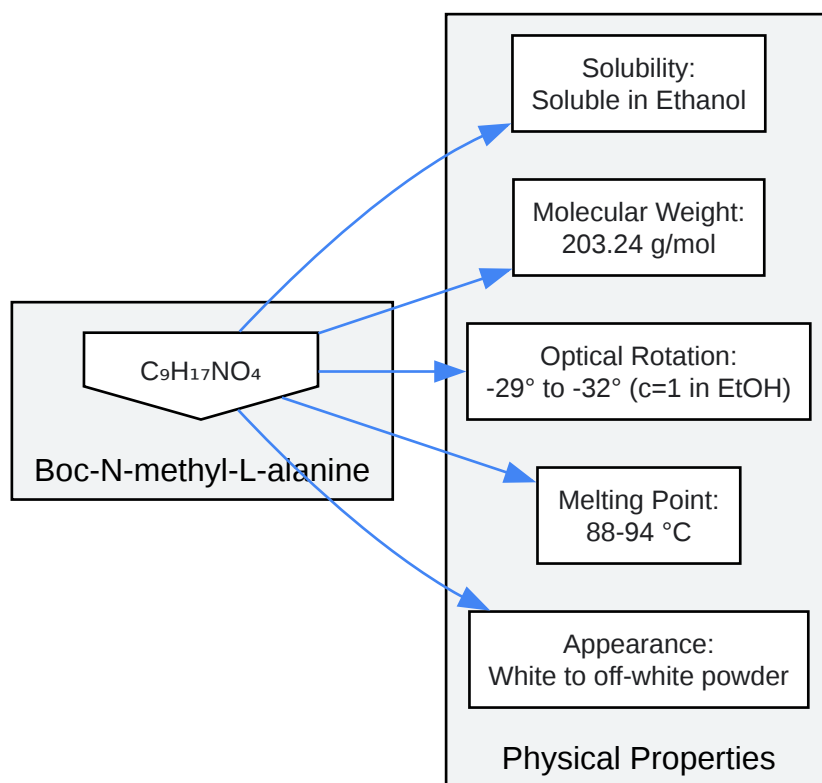 Solubility:
Soluble in Ethanol
Molecular Weight:
203.24 g/mol
Optical Rotation:
-29° to -32° (c=1 in EtOH)
C₉H₁₇NO₄
Boc-N-methyl-L-alanine
Melting Point:
88-94 °C
Appearance:
White to off-white powder
Physical Properties